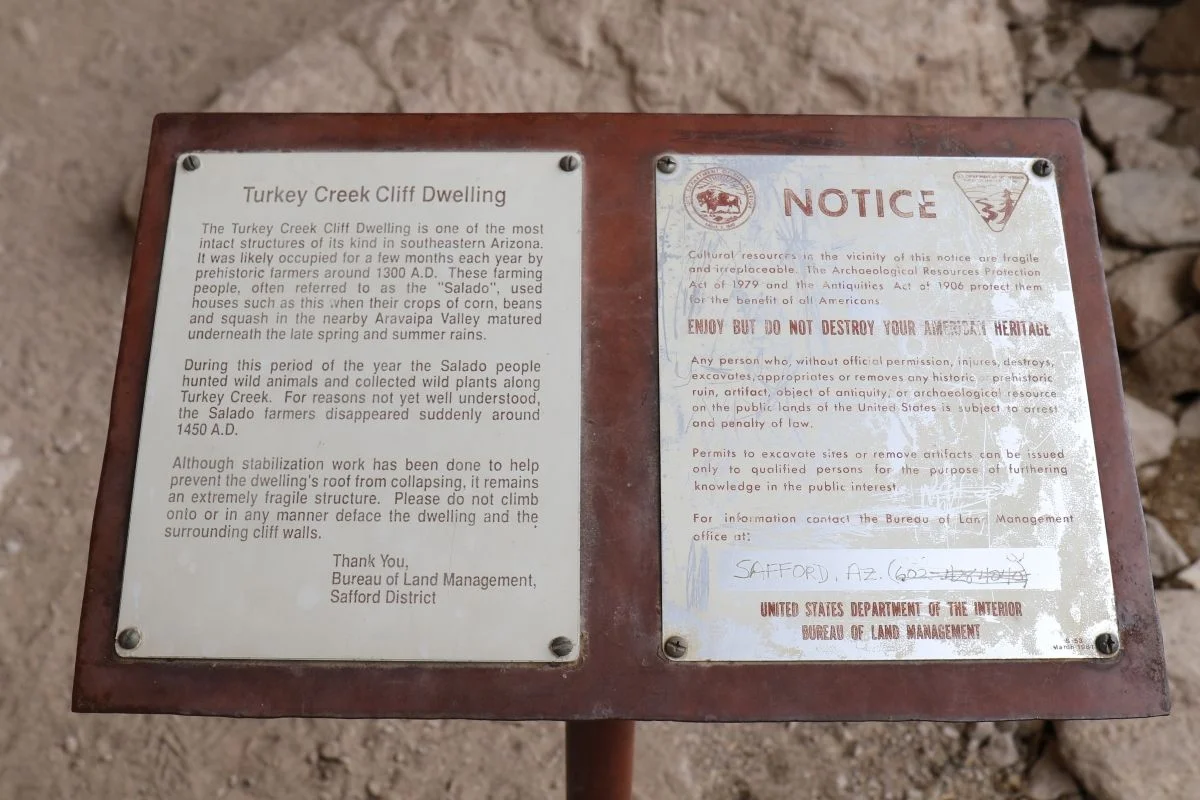 Turkey Creek Cliff Dwelling
The Turkey Creek Cliff Dwelling is one of the most
intact structures of its kind in southeastern Arizona.
It was likely occupied for a few months each year by
prehistoric farmers around 1300 A.D. These farming
people, often referred to as the "Salado", used
houses such as this when their crops of corn, beans
and squash in the nearby Aravaipa Valley matured
underneath the late spring and summer rains.
During this period of the year the Salado people
hunted wild animals and collected wild plants along
Turkey Creek. For reasons not yet well understood,
the Salado farmers disappeared suddenly around
1450 A.D.
Although stabilization work has been done to help
prevent the dwelling's roof from collapsing, it remains
an extremely fragile structure. Please do not climb
onto or in any manner deface the dwelling and the
surrounding cliff walls.
Thank You,
Bureau of Land Management,
Safford District
NOTICE
Cultural resources in the vicinity of this notice are fragile
and irreplaceable. The Archaeological Resources Protection
Act of 1979 and the Antiquities Act of 1906 protect them
for the benefit of all Americans.
ENJOY BUT DO NOT DESTROY YOUR AMERICAN HERITAGE
Any person who, without official permission, injures, destroys,
excavates, appropriates or removes any historic or prehistoric
ruin, artifact, object of antiquity, or archaeological resource
on the public lands of the United States is subject to arrest
and penalty of law.
Permits to excavate sites or remove artifacts can be issued
only to qualified persons for the purpose of furthering
knowledge in the public interest.
For information contact the Bureau of Land Management
office at:
SAFFORD, AZ. (602
UNITED STATES DEPARTMENT OF THE INTERIOR
BUREAU OF LAND MANAGEMENT